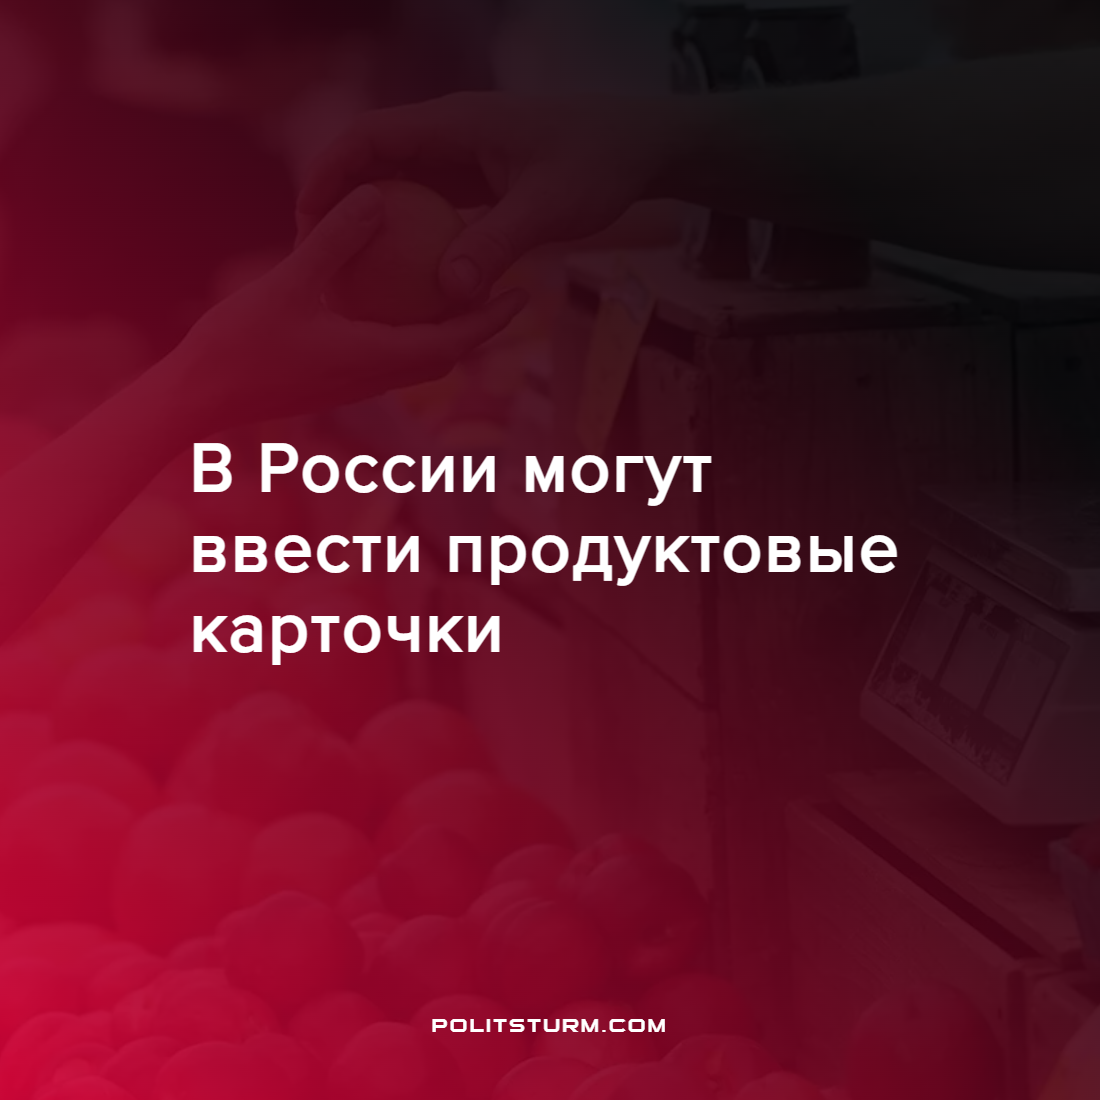 В России могут
ввести продуктовые
карточки
POLITSTURM.COM